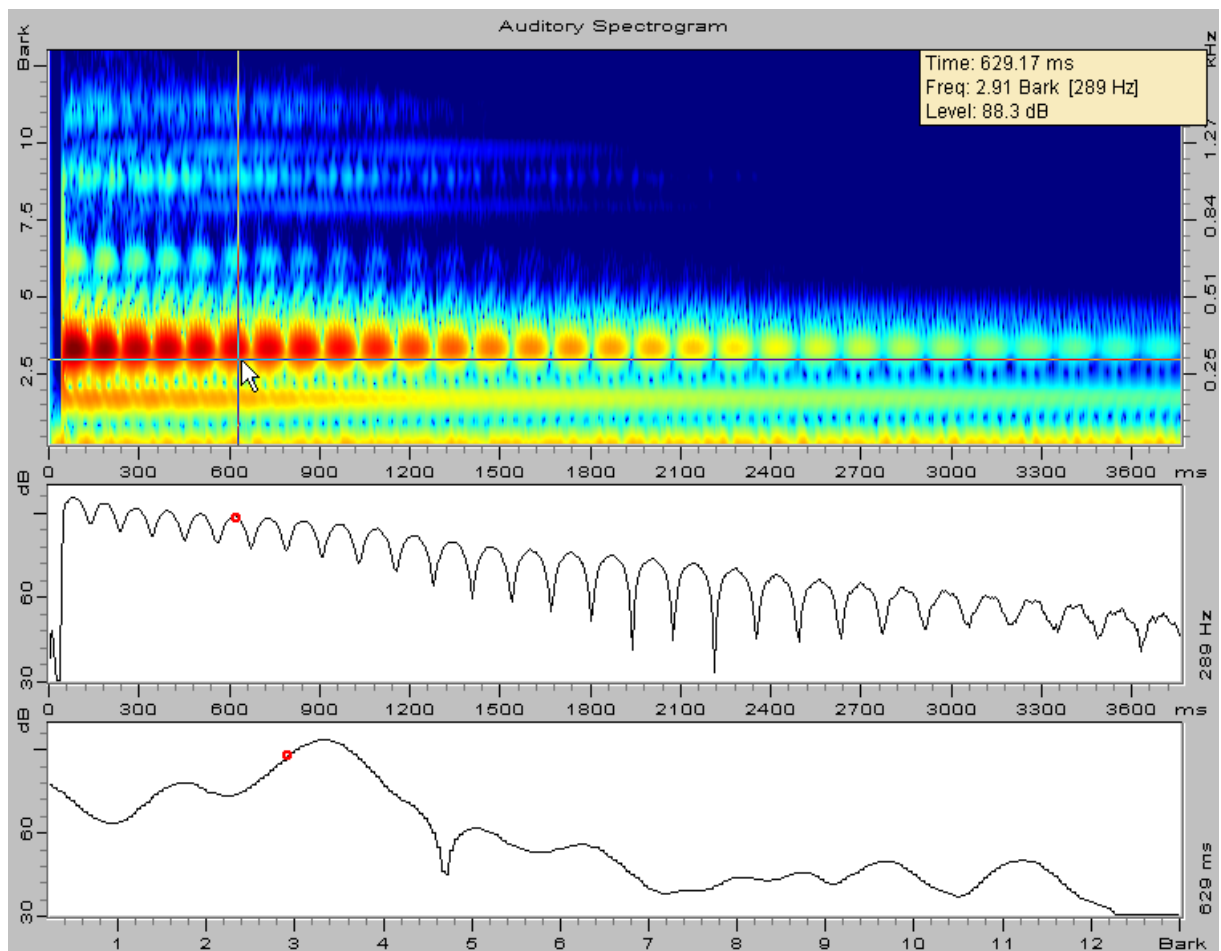 Auditory Spectrogram
Bark
10
7.5
5
2.5
kHz
1.27
0.84
0.51
0.25
Time: 629.17 ms
Freq: 2.91 Bark [289 Hz]
Level: 88.3 dB
0 300 600 900 1200 1500 1800 2100 2400 2700 3000 3300 3600 ms
dB
60
30
289 Hz
0 300 600 900 1200 1500 1800 2100 2400 2700 3000 3300 3600 ms
dB
60
30
629 ms
1 2 3 4 5 6 7 8 9 10 11 12 Bark